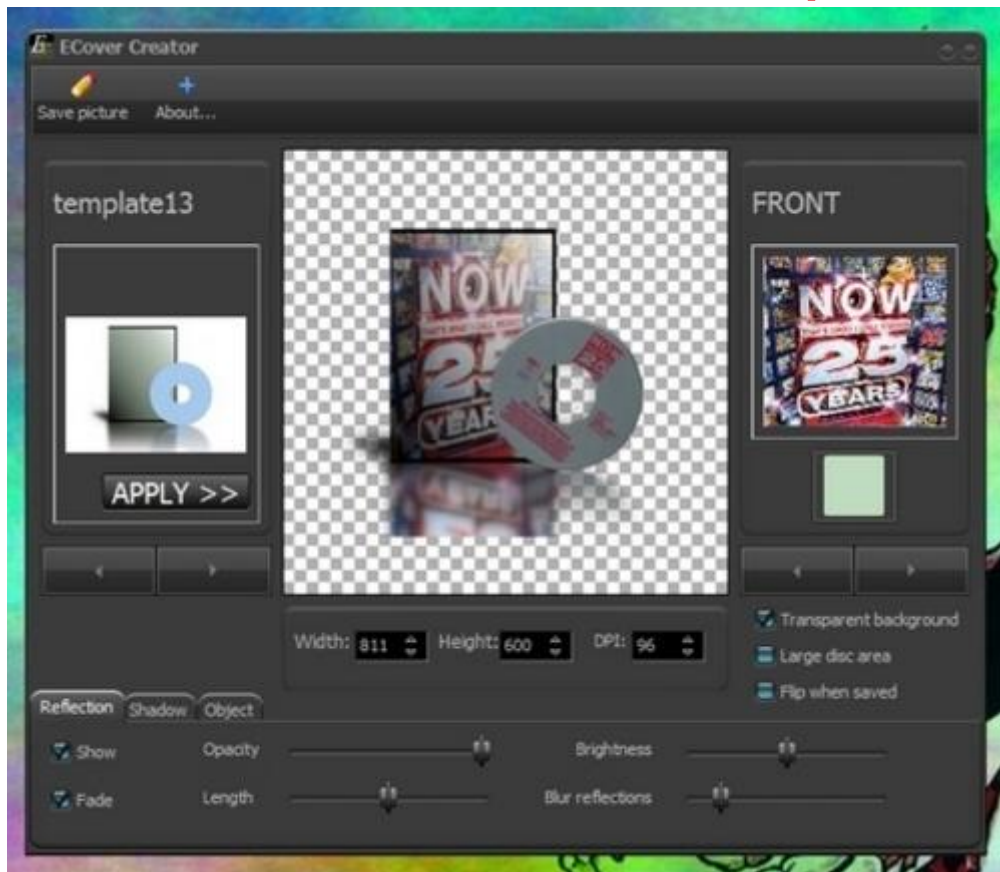 ECover Creator
Save picture About...
template13
APPLY >>
NOW
25
YEARS
FRONT
NOW
25
YEARS
Width: 811 Height: 600 DPI: 96
Transparent background
Large disc area
Flip when saved
Reflection Shadow Object
Show Opacity Brightness
Fade Length Blur reflections